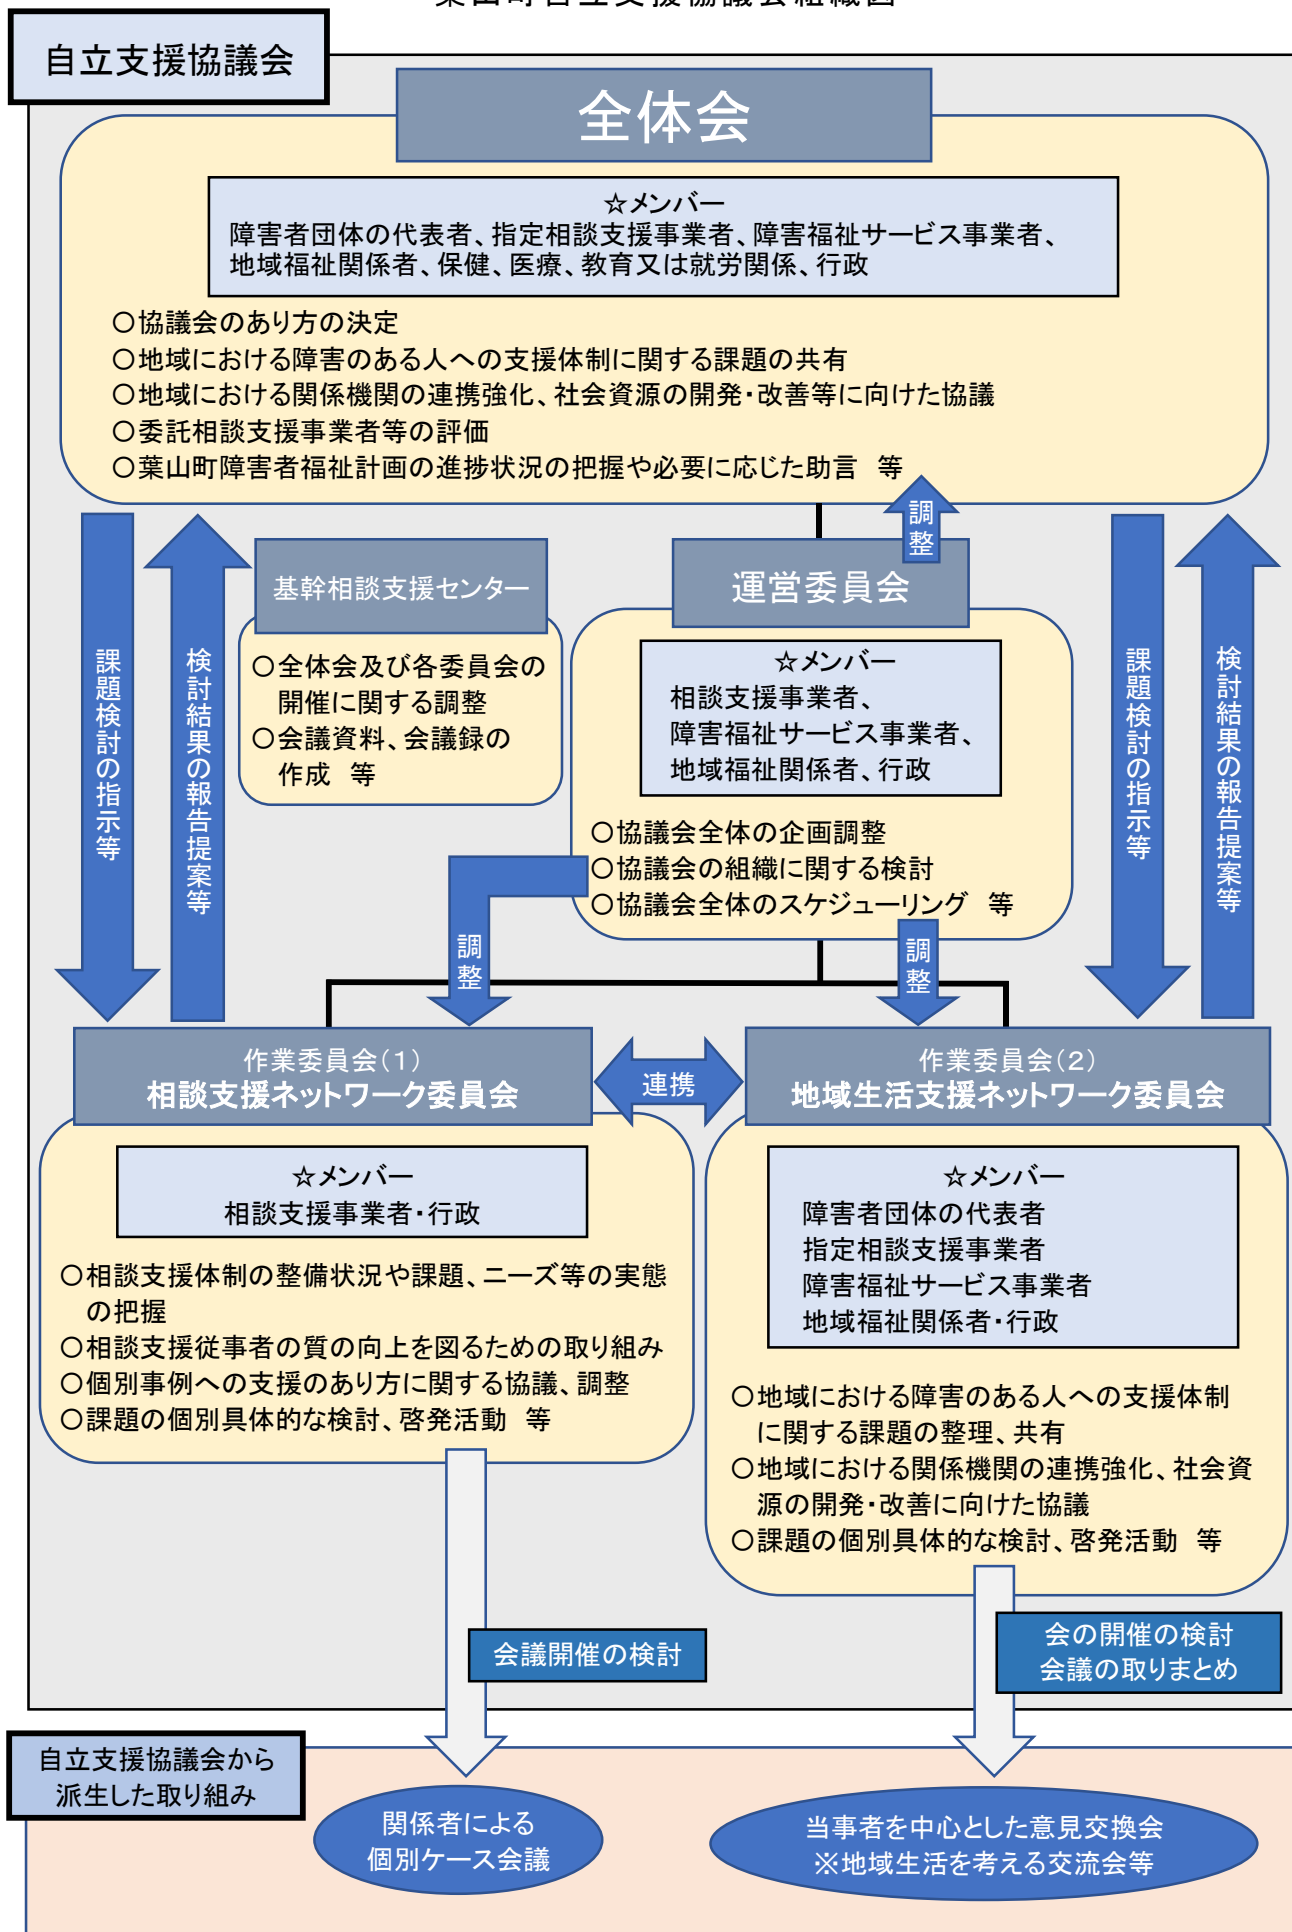 葉山町自立支援協議会組織図
自立支援協議会
全体会
☆メンバー
障害者団体の代表者、指定相談支援事業者、障害福祉サービス事業者、
地域福祉関係者、保健、医療、教育又は就労関係、行政
〇協議会のあり方の決定
〇地域における障害のある人への支援体制に関する課題の共有
〇地域における関係機関の連携強化、社会資源の開発・改善等に向けた協議
〇委託相談支援事業者等の評価
〇葉山町障害者福祉計画の進捗状況の把握や必要に応じた助言　等
調整
課題検討の指示等
検討結果の報告提案等
基幹相談支援センター
〇全体会及び各委員会の
開催に関する調整
〇会議資料、会議録の
作成　等
運営委員会
☆メンバー
相談支援事業者、
障害福祉サービス事業者、
地域福祉関係者、行政
〇協議会全体の企画調整
〇協議会の組織に関する検討
〇協議会全体のスケジューリング　等
課題検討の指示等
検討結果の報告提案等
調整
調整
作業委員会（１）
相談支援ネットワーク委員会
連携
作業委員会（２）
地域生活支援ネットワーク委員会
☆メンバー
相談支援事業者・行政
〇相談支援体制の整備状況や課題、ニーズ等の実態
の把握
〇相談支援従事者の質の向上を図るための取り組み
〇個別事例への支援のあり方に関する協議、調整
〇課題の個別具体的な検討、啓発活動　等
☆メンバー
障害者団体の代表者
指定相談支援事業者
障害福祉サービス事業者
地域福祉関係者・行政
〇地域における障害のある人への支援体制
に関する課題の整理、共有
〇地域における関係機関の連携強化、社会資
源の開発・改善に向けた協議
〇課題の個別具体的な検討、啓発活動　等
会議開催の検討
会の開催の検討
会議の取りまとめ
自立支援協議会から
派生した取り組み
関係者による
個別ケース会議
当事者を中心とした意見交換会
※地域生活を考える交流会等